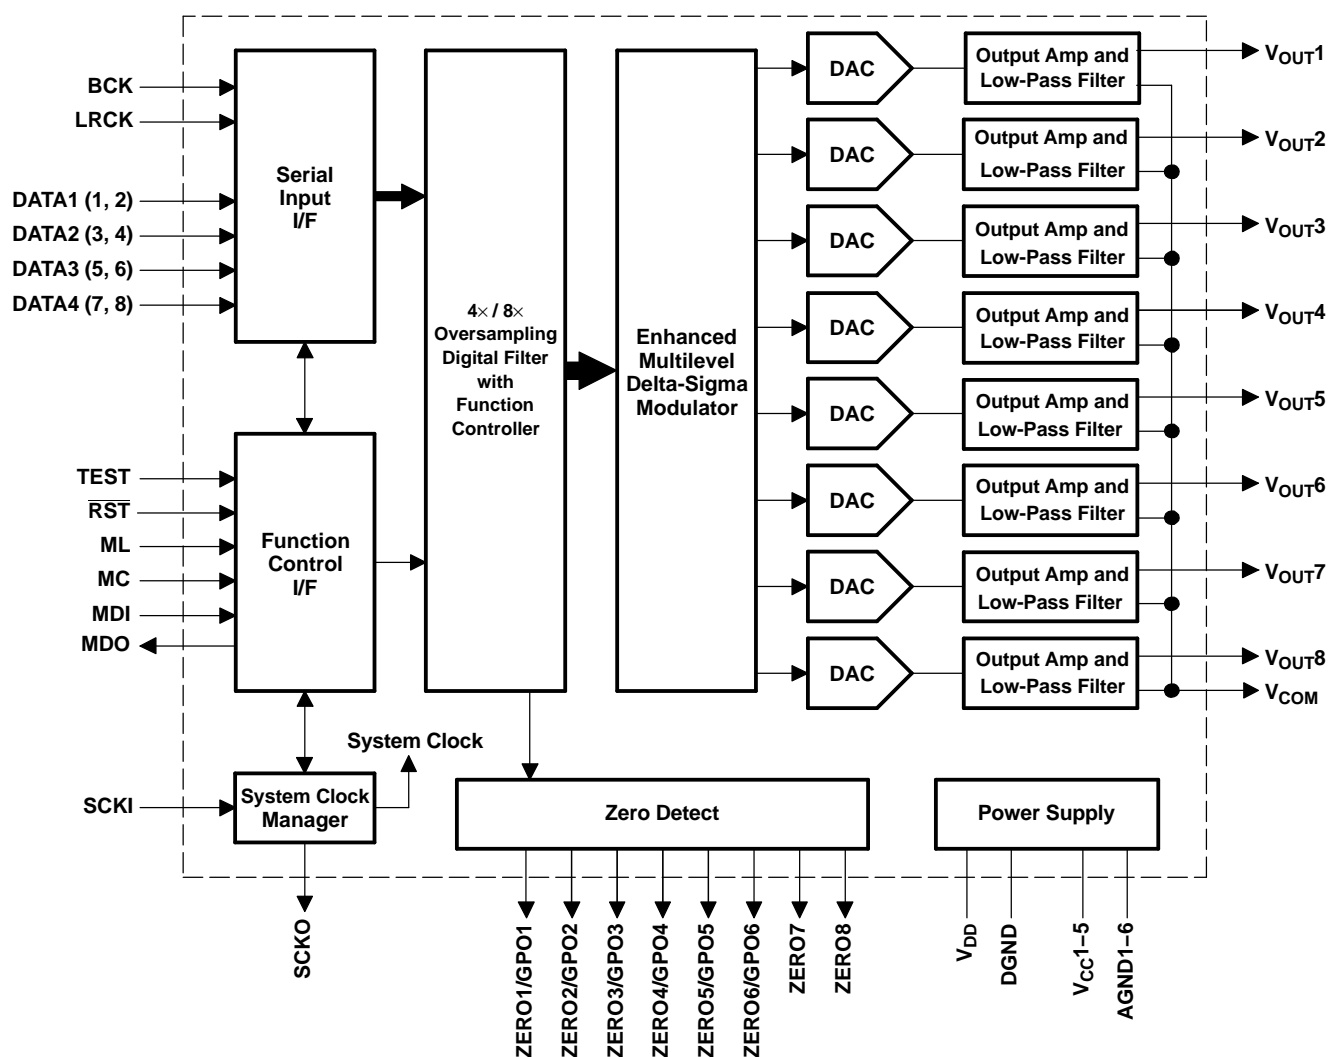 BCK
LRCK
DATA1 (1, 2)
DATA2 (3, 4)
DATA3 (5, 6)
DATA4 (7, 8)
Serial
Input
I/F
TEST
RST
ML
MC
MDI
MDO
Function
Control
I/F
SCKI
System Clock
Manager
System Clock
SCKO
4× / 8×
Oversampling
Digital Filter
with
Function
Controller
Enhanced
Multilevel
Delta-Sigma
Modulator
DAC
Output Amp and
Low-Pass Filter
VOUT1
DAC
Output Amp and
Low-Pass Filter
VOUT2
DAC
Output Amp and
Low-Pass Filter
VOUT3
DAC
Output Amp and
Low-Pass Filter
VOUT4
DAC
Output Amp and
Low-Pass Filter
VOUT5
DAC
Output Amp and
Low-Pass Filter
VOUT6
DAC
Output Amp and
Low-Pass Filter
VOUT7
DAC
Output Amp and
Low-Pass Filter
VOUT8
VCOM
Zero Detect
ZERO1/GPO1
ZERO2/GPO2
ZERO3/GPO3
ZERO4/GPO4
ZERO5/GPO5
ZERO6/GPO6
ZERO7
ZERO8
Power Supply
VDD
DGND
VCC1–5
AGND1–6